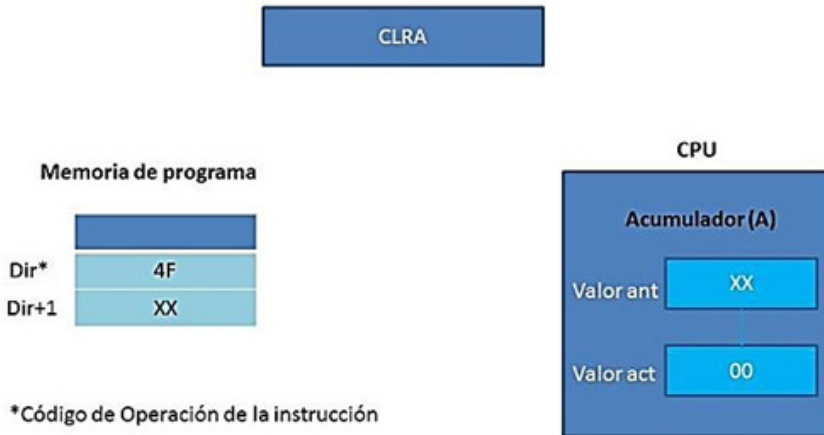 CLRA
Memoria de programa
Dir* 4F
Dir+1 XX
*Código de Operación de la instrucción
CPU
Acumulador (A)
Valor ant XX
Valor act 00